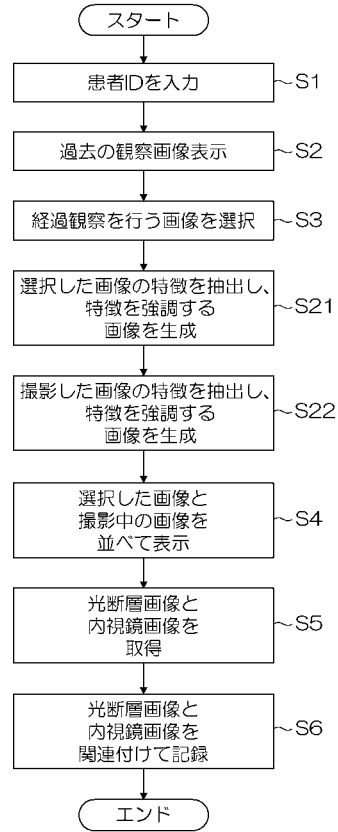 スタート
患者IDを入力
S1
過去の観察画像表示
S2
経過観察を行う画像を選択
S3
選択した画像の特徴を抽出し、
特徴を強調する
画像を生成
S21
撮影した画像の特徴を抽出し、
特徴を強調する
画像を生成
S22
選択した画像と
撮影中の画像を
並べて表示
S4
光断層画像と
内視鏡画像を
取得
S5
光断層画像と
内視鏡画像を
関連付けて記録
S6
エンド